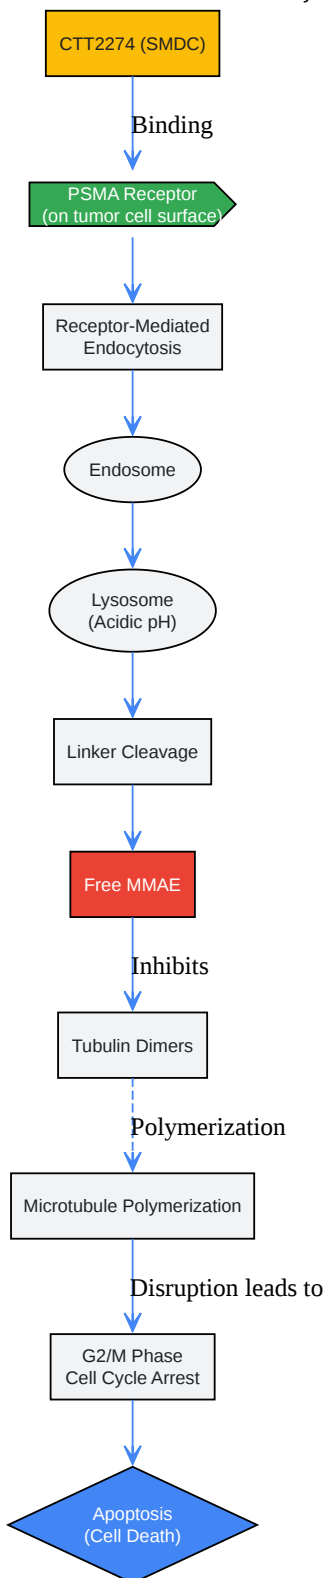 CTT2274 (SMDC)
Binding
PSMA Receptor
(on tumor cell surface)
Receptor-Mediated
Endocytosis
Endosome
Lysosome
(Acidic pH)
Linker Cleavage
Free MMAE
Inhibits
Tubulin Dimers
Polymerization
Microtubule Polymerization
Disruption leads to
G2/M Phase
Cell Cycle Arrest
Apoptosis
(Cell Death)